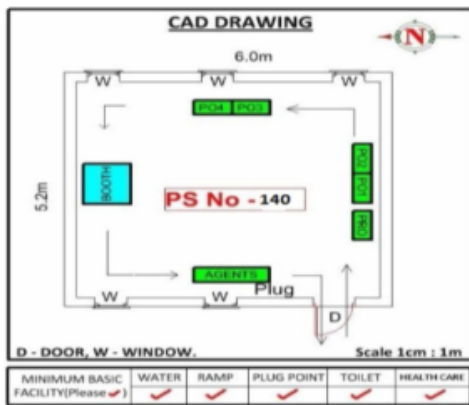 CAD DRAWING
N
6.0m
W W W
PO4 PO3
5.2m
BOOTH
PO2
PO1
PRO
PS No - 140
AGENTS
Plug
W W
D
D - DOOR, W - WINDOW. Scale 1cm : 1m
MINIMUM BASIC FACILITY(Please ✓) WATER RAMP PLUG POINT TOILET HEALTH CARE
✓ ✓ ✓ ✓ ✓